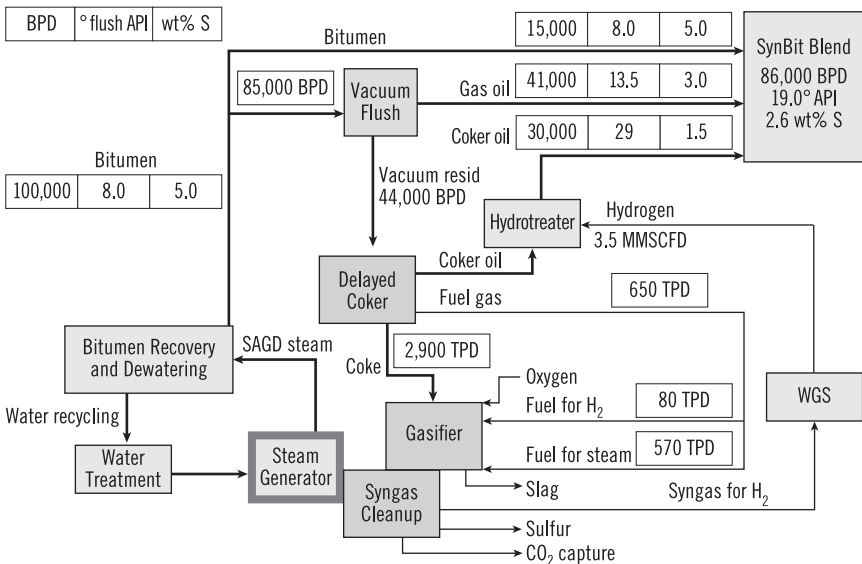 BPD ° flush API wt% S
Bitumen
15,000 8.0 5.0
SynBit Blend
86,000 BPD
19.0° API
2.6 wt% S
85,000 BPD
Vacuum
Flush
Gas oil
41,000 13.5 3.0
Coker oil
30,000 29 1.5
Bitumen
100,000 8.0 5.0
Vacuum resid
44,000 BPD
Hydrotreater
Hydrogen
3.5 MMSCFD
Delayed
Coker
Coker oil
Fuel gas
650 TPD
Bitumen Recovery
and Dewatering
SAGD steam
Coke
2,900 TPD
Oxygen
Fuel for H₂
80 TPD
WGS
Water recycling
Gasifier
Water
Treatment
Steam
Generator
Fuel for steam
570 TPD
Syngas
Cleanup
Slag
Syngas for H₂
Sulfur
CO₂ capture